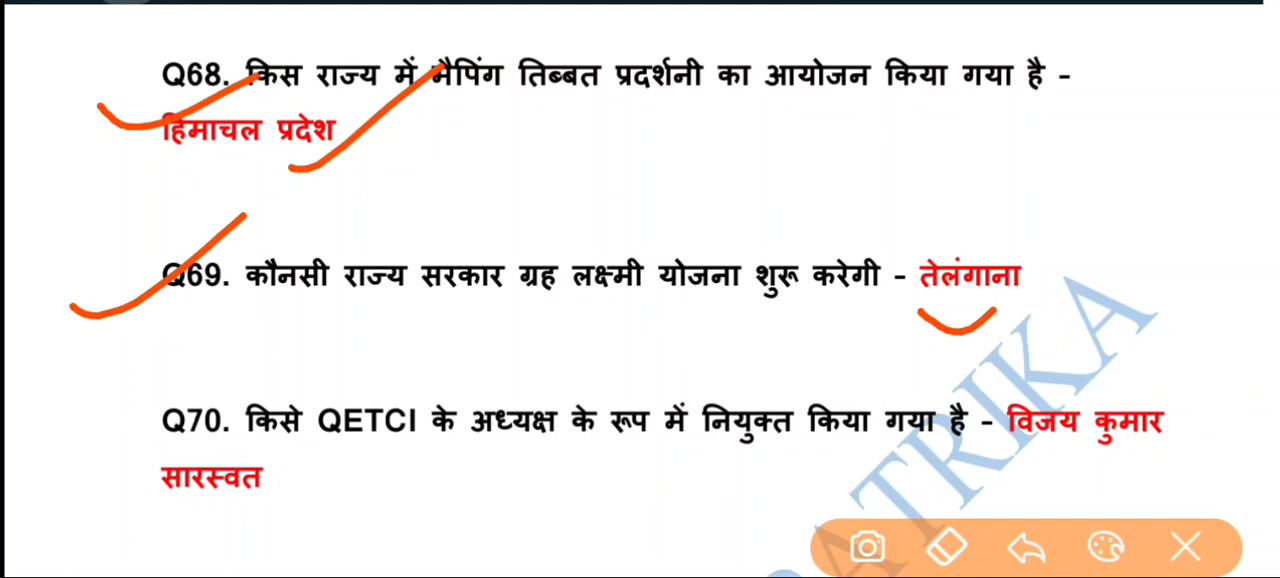 Q68. किस राज्य में मैपिंग तिब्बत प्रदर्शनी का आयोजन किया गया है -
हिमाचल प्रदेश
Q69. कौनसी राज्य सरकार ग्रह लक्ष्मी योजना शुरू करेगी - तेलंगाना
Q70. किसे QETCI के अध्यक्ष के रूप में नियुक्त किया गया है - विजय कुमार
सारस्वत